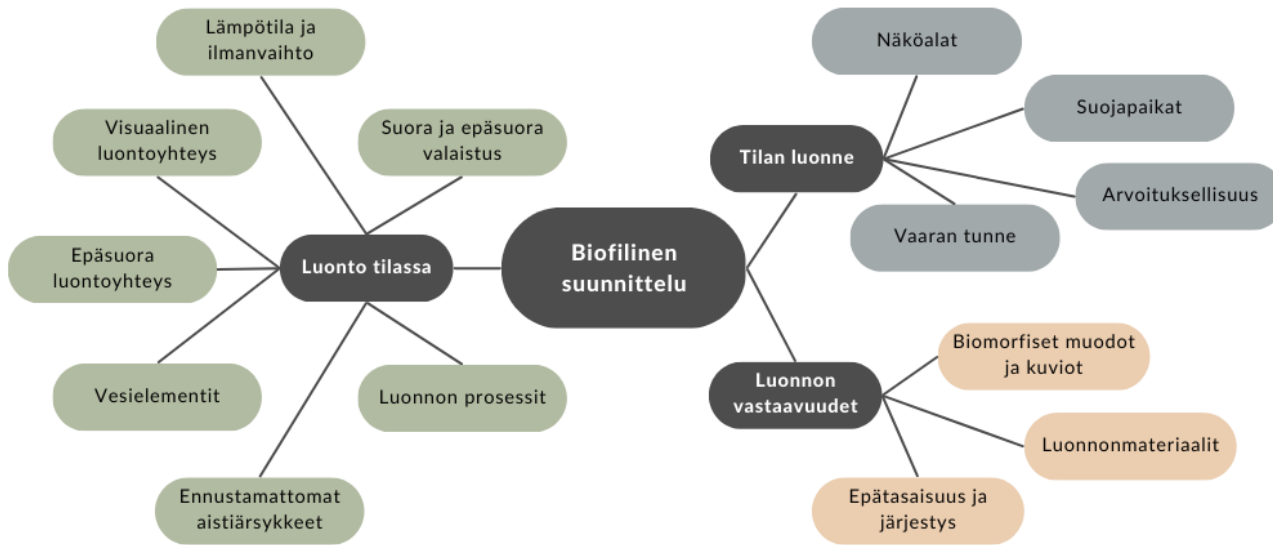 Lämpötila ja
ilmanvaihto
Visuaalinen
luontoyhteys
Suora ja epäsuora
valaistus
Epäsuora
luontoyhteys
Luonto tilassa
Vesielementit
Luonnon prosessit
Ennustamattomat
aistiärsykkeet
Biofilinen
suunnittelu
Näköalat
Suojapaikat
Tilan luonne
Arvoituksellisuus
Vaaran tunne
Biomorfiset muodot
ja kuviot
Luonnon
vastaavuudet
Luonnonmateriaalit
Epätasaisuus ja
järjestys